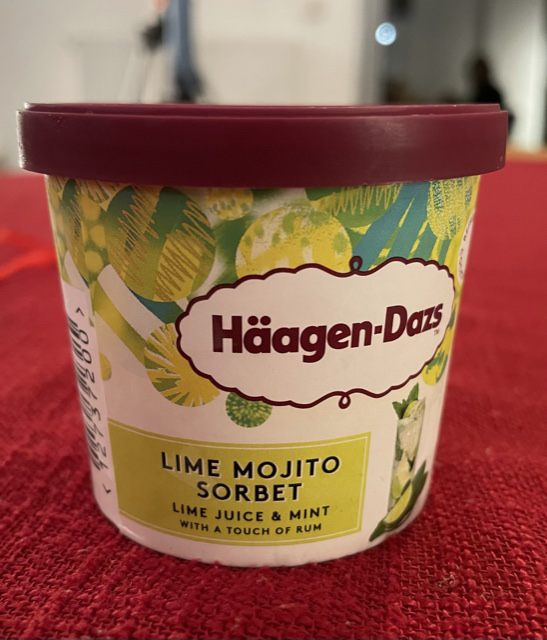 Häagen-Dazs
LIME MOJITO
SORBET
LIME JUICE & MINT
WITH A TOUCH OF RUM